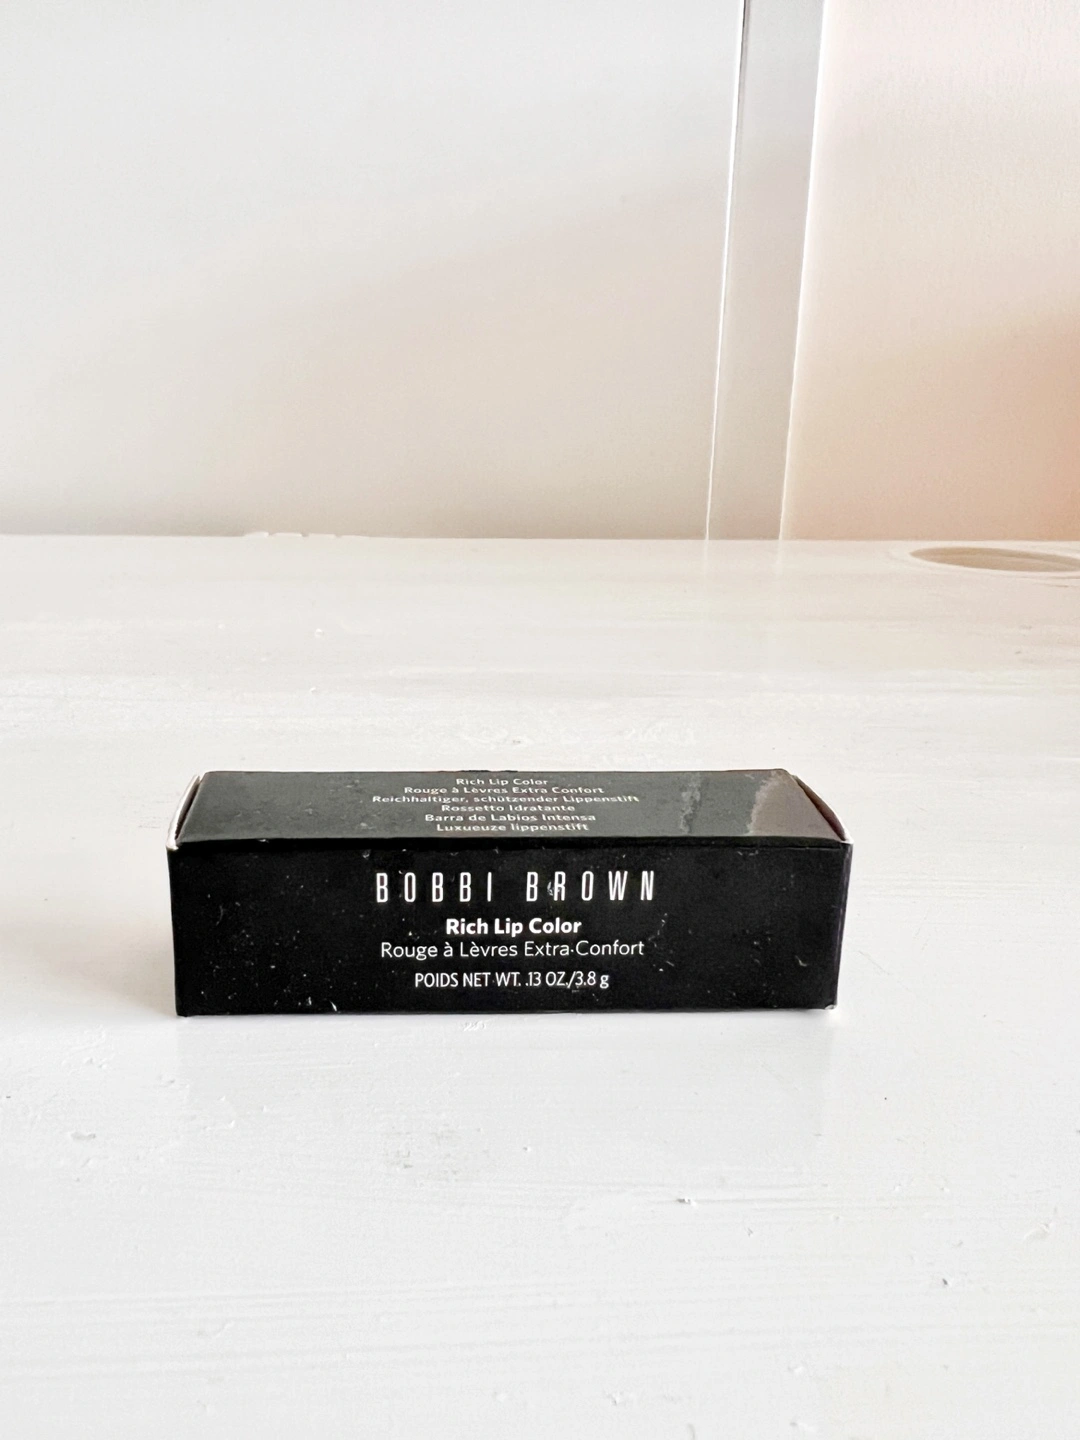 Rich Lip Color
Rouge à Lèvres Extra Confort
Reichhaltiger, schützender Lippenstift
Rossetto Idratante
Barra de Labios Intensa
Luxueuze lippenstift
BOBBI BROWN
Rich Lip Color
Rouge à Lèvres Extra-Confort
POIDS NET WT. .13 OZ./3.8 g